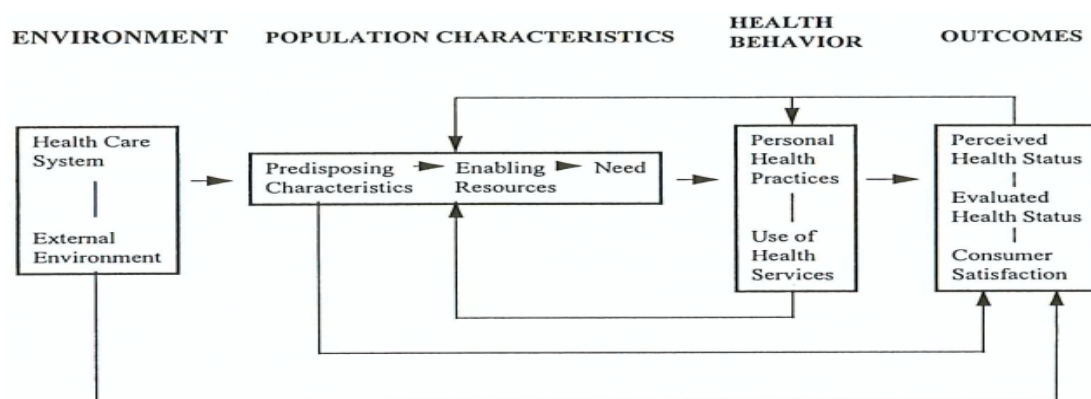 ENVIRONMENT
POPULATION CHARACTERISTICS
HEALTH
BEHAVIOR
OUTCOMES
Health Care
System
External
Environment
Predisposing
Characteristics
Enabling
Resources
Need
Personal
Health
Practices
Use of
Health
Services
Perceived
Health Status
Evaluated
Health Status
Consumer
Satisfaction